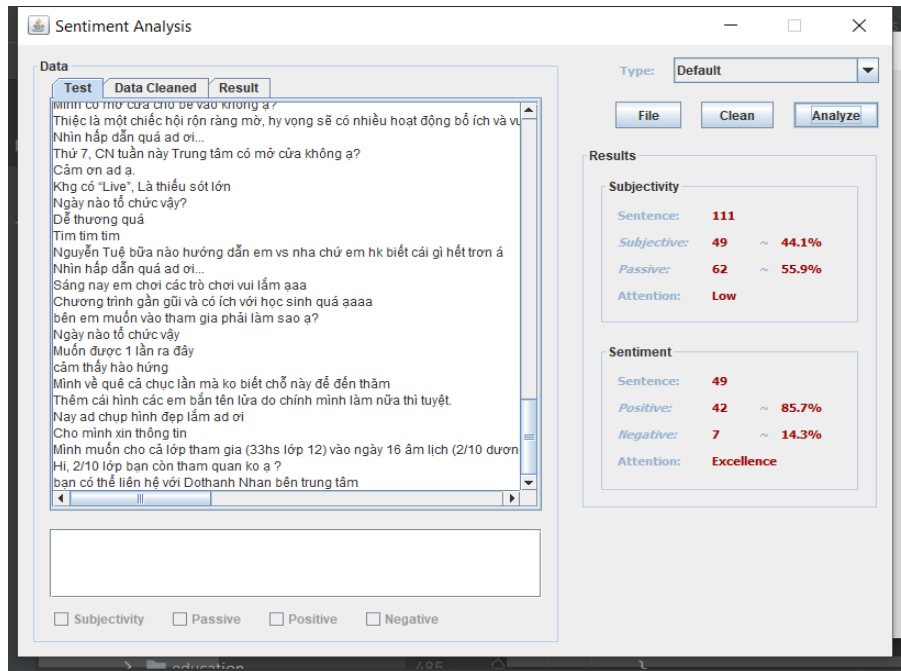 Sentiment Analysis
Data
Test Data Cleaned Result
Mình có mở cửa cho bé vào không ạ?
Thiệc là một chiếc hội rộn ràng mờ, hy vọng sẽ có nhiều hoạt động bổ ích và vu
Nhìn hấp dẫn quá ad ơi...
Thứ 7, CN tuần này Trung tâm có mở cửa không ạ?
Cảm ơn ad ạ.
Khg có “Live”, Là thiếu sót lớn
Ngày nào tổ chức vậy?
Dễ thương quá
Tim tim tim
Nguyễn Tuệ bữa nào hướng dẫn em vs nha chứ em hk biết cái gì hết trơn á
Nhìn hấp dẫn quá ad ơi...
Sáng nay em chơi các trò chơi vui lắm ạaa
Chương trình gần gũi và có ích với học sinh quá ạaaa
bên em muốn vào tham gia phải làm sao ạ?
Ngày nào tổ chức vậy
Muốn được 1 lần ra đây
cảm thấy hào hứng
Mình về quê cả chục lần mà ko biết chỗ này để đến thăm
Thêm cái hình các em bắn tên lửa do chính mình làm nữa thì tuyệt.
Nay ad chụp hình đẹp lắm ad ơi
Cho mình xin thông tin
Mình muốn cho cả lớp tham gia (33hs lớp 12) vào ngày 16 âm lịch (2/10 dươn
Hi, 2/10 lớp bạn còn tham quan ko ạ ?
bạn có thể liên hệ với Dothanh Nhan bên trung tâm
Subjectivity Passive Positive Negative
Type: Default
File Clean Analyze
Results
Subjectivity
Sentence: 111
Subjective: 49 ~ 44.1%
Passive: 62 ~ 55.9%
Attention: Low
Sentiment
Sentence: 49
Positive: 42 ~ 85.7%
Negative: 7 ~ 14.3%
Attention: Excellence
education
485